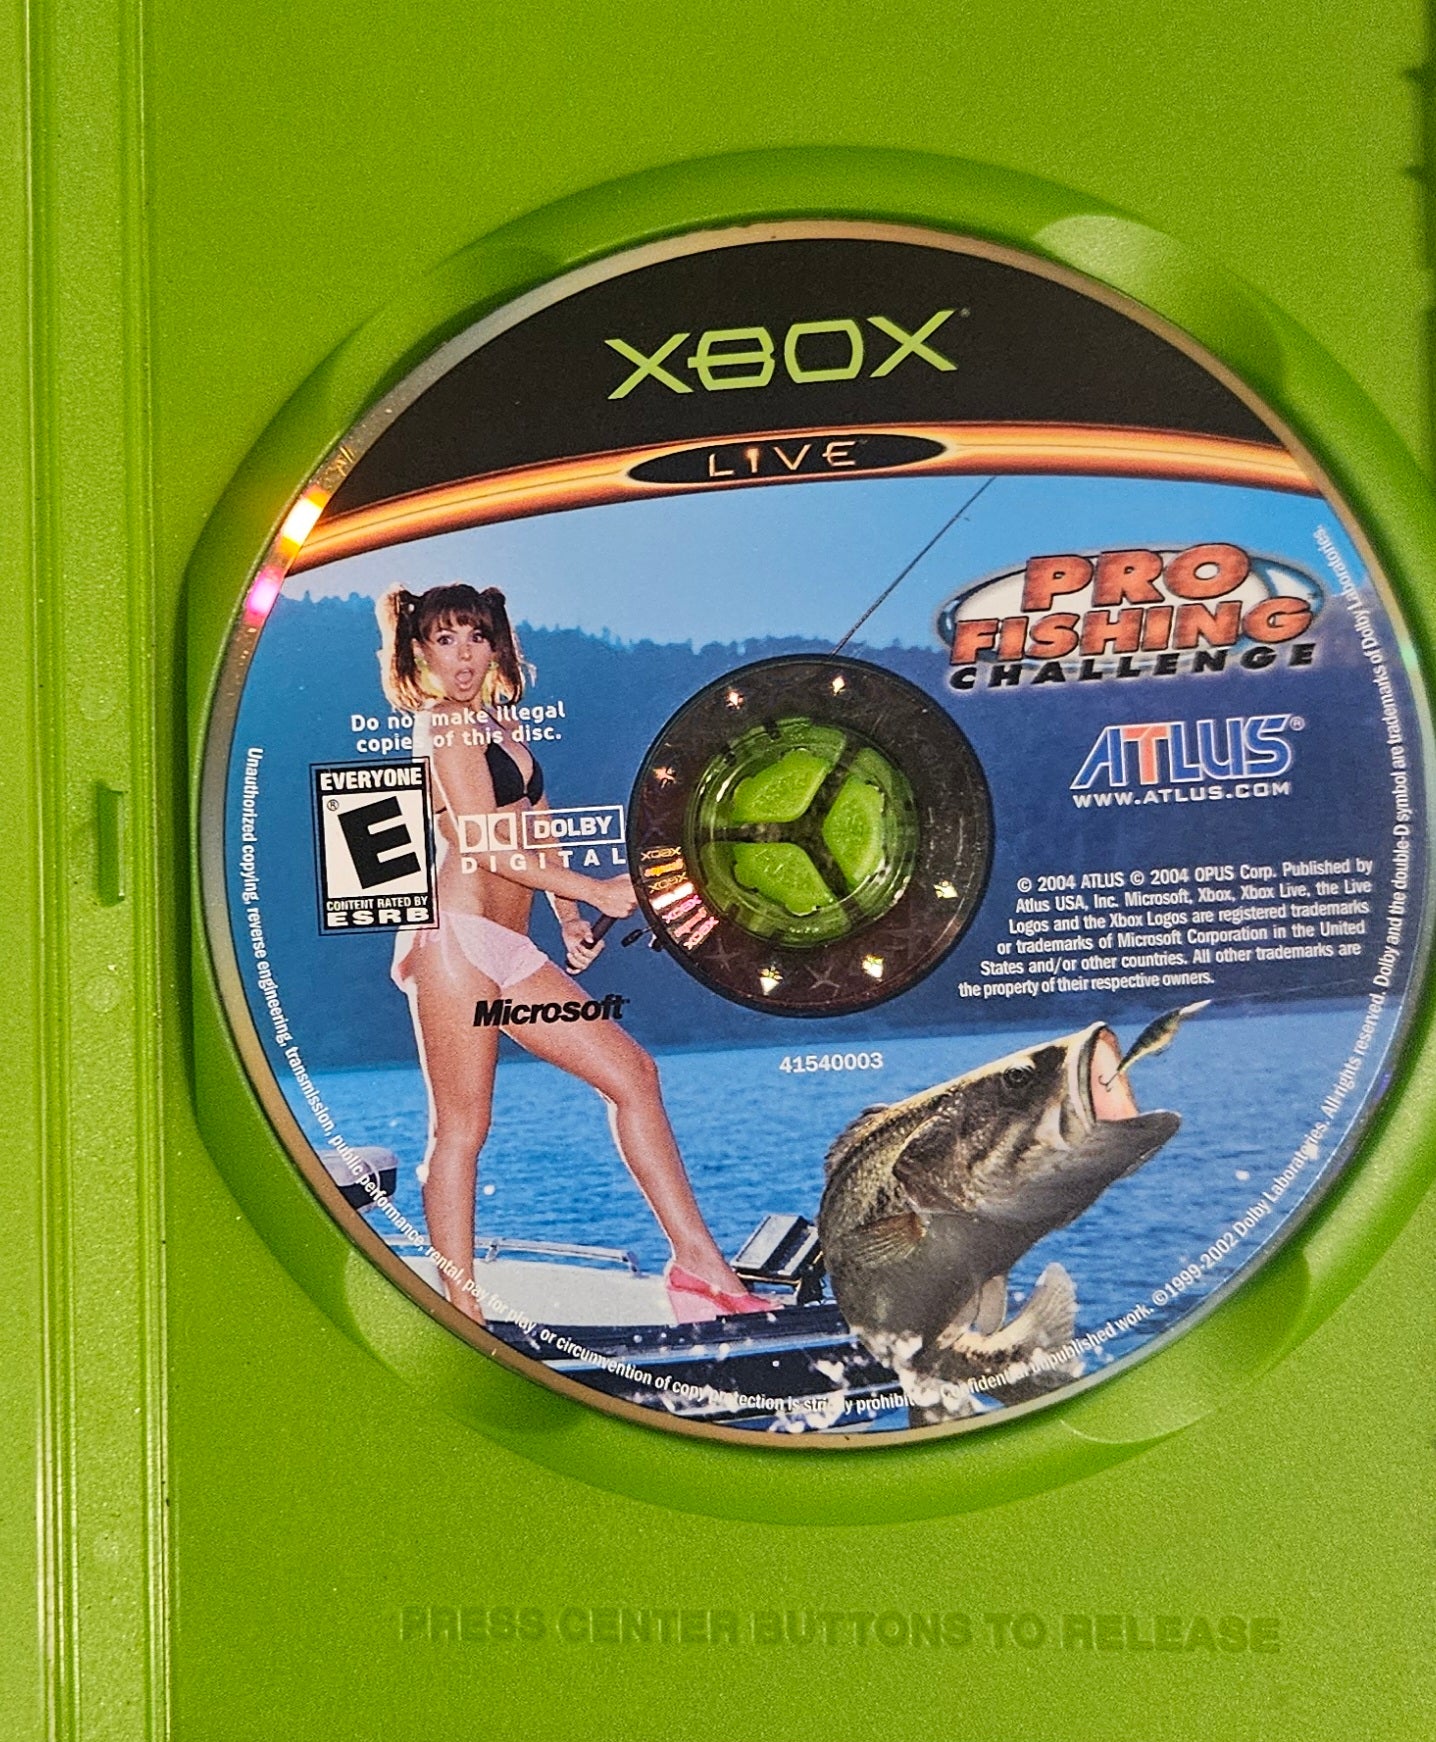 XBOX
LIVE™
PRO
FISHING
CHALLENGE
ATLUS®
WWW.ATLUS.COM
Do not make illegal
copies of this disc.
EVERYONE
E®
CONTENT RATED BY
ESRB
DOLBY
DIGITAL
Microsoft
© 2004 ATLUS © 2004 OPUS Corp. Published by
Atlus USA, Inc. Microsoft, Xbox, Xbox Live, the Live
Logos and the Xbox Logos are registered trademarks
or trademarks of Microsoft Corporation in the United
States and/or other countries. All other trademarks are
the property of their respective owners.
41540003
Unauthorized copying, reverse engineering, transmission, public performance, rental, pay for play, or circumvention of copy protection is strictly prohibited. Confidential unpublished work. ©1999-2002 Dolby Laboratories. All rights reserved. Dolby and the double-D symbol are trademarks of Dolby Laboratories.
PRESS CENTER BUTTONS TO RELEASE